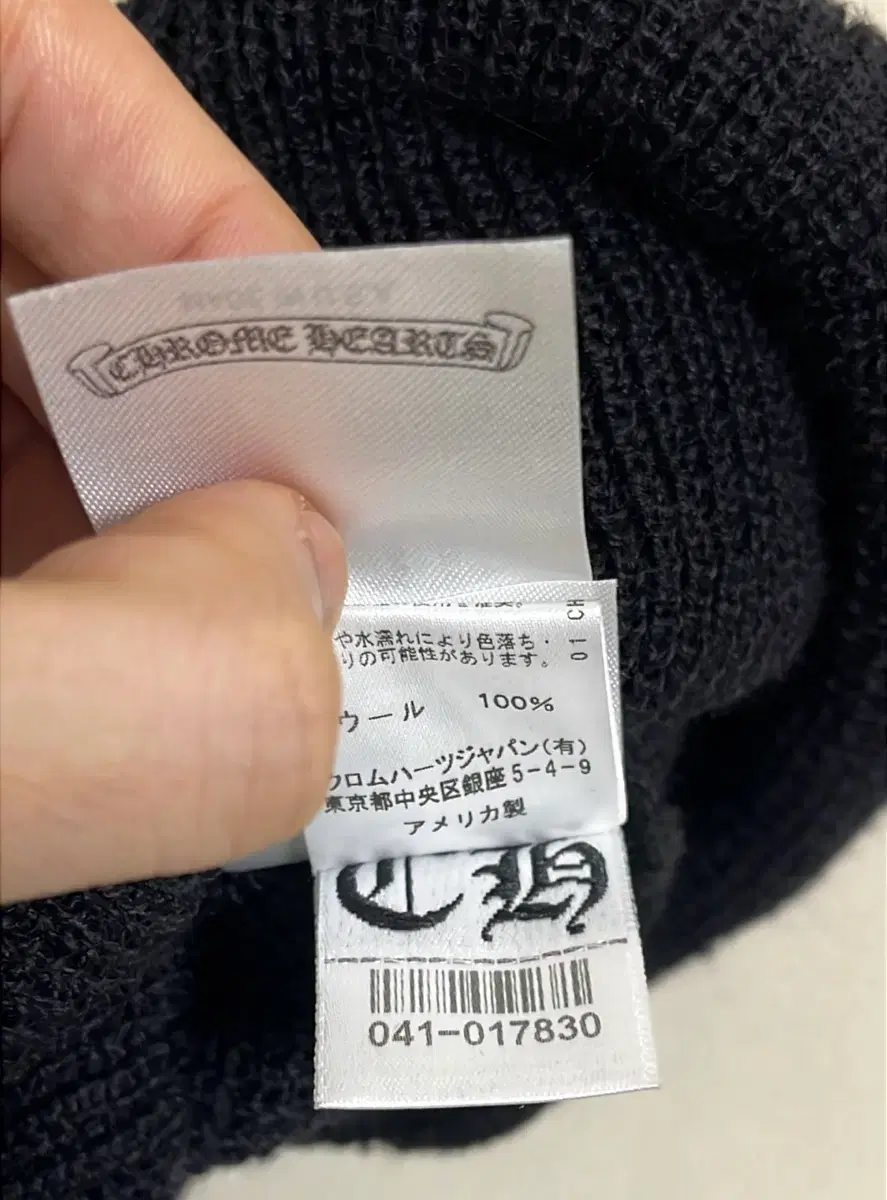 CHROME HEARTS
や水濡れにより色落ち・
りの可能性があります。
01 CH
ウール 100%
クロムハーツジャパン(有)
東京都中央区銀座5-4-9
アメリカ製
CH
041-017830